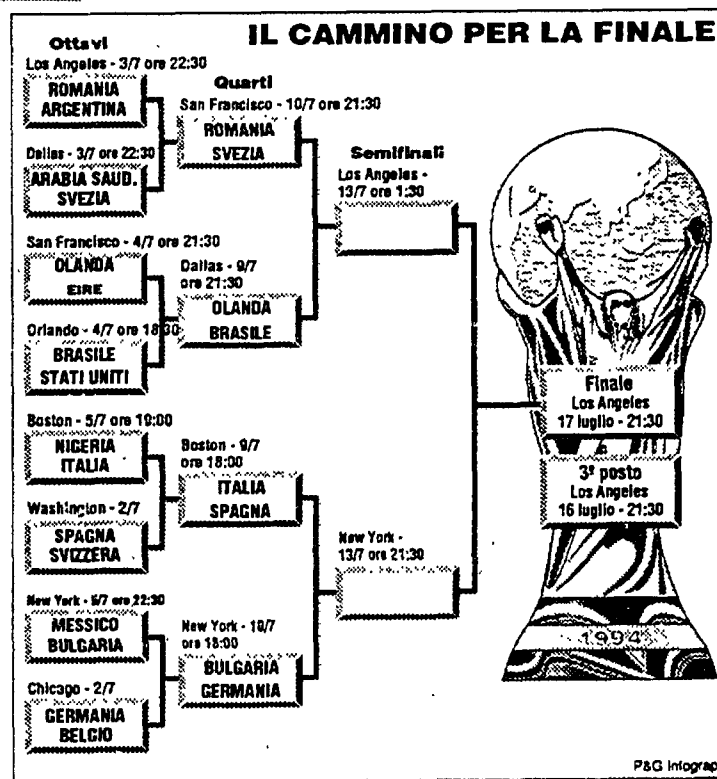 IL CAMMINO PER LA FINALE
Ottavi
Los Angeles - 3/7 ore 22:30
ROMANIA
ARGENTINA
Dallas - 3/7 ore 22:30
ARABIA SAUD.
SVEZIA
San Francisco - 4/7 ore 21:30
OLANDA
EIRE
Orlando - 4/7 ore 18:30
BRASILE
STATI UNITI
Boston - 5/7 ore 19:00
NIGERIA
ITALIA
Washington - 2/7
SPAGNA
SVIZZERA
New York - 5/7 ore 22:30
MESSICO
BULGARIA
Chicago - 2/7
GERMANIA
BELGIO
Quarti
San Francisco - 10/7 ore 21:30
ROMANIA
SVEZIA
Dallas - 9/7
ore 21:30
OLANDA
BRASILE
Boston - 9/7
ore 18:00
ITALIA
SPAGNA
New York - 10/7
ore 18:00
BULGARIA
GERMANIA
Semifinali
Los Angeles -
13/7 ore 1:30
New York -
13/7 ore 21:30
Finale
Los Angeles
17 luglio - 21:30
3º posto
Los Angeles
16 luglio - 21:30
1994
P&G Infograp